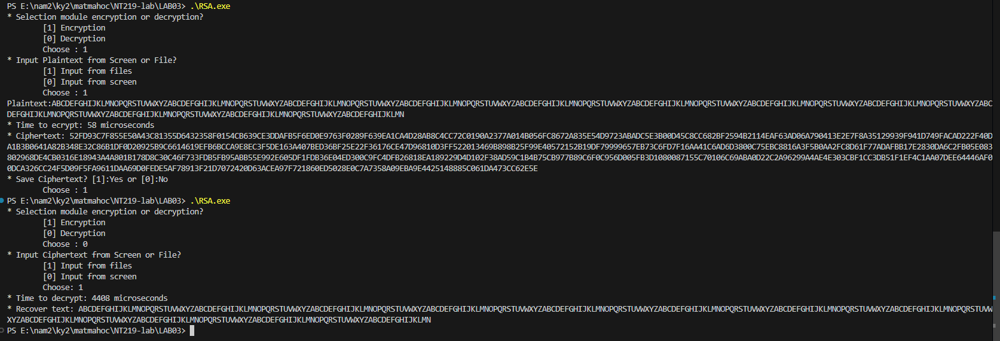 PS E:\nam2\ky2\matmahoc\NT219-lab\LAB03> .\RSA.exe
* Selection module encryption or decryption?
[1] Encryption
[0] Decryption
Choose : 1
* Input Plaintext from Screen or File?
[1] Input from files
[0] Input from screen
Choose : 1
Plaintext:ABCDEFGHIJKLMNOPQRSTUVWXYZABCDEFGHIJKLMNOPQRSTUVWXYZABCDEFGHIJKLMNOPQRSTUVWXYZABCDEFGHIJKLMNOPQRSTUVWXYZABCDEFGHIJKLMNOPQRSTUVWXYZABCDEFGHIJKLMNOPQRSTUVWXYZABCDEFGHIJKLMNOPQRSTUVWXYZABCDEFGHIJKLMNOPQRSTUVWXYZABC
DEFGHIJKLMNOPQRSTUVWXYZABCDEFGHIJKLMNOPQRSTUVWXYZABCDEFGHIJKLMNOPQRSTUVWXYZABCDEFGHIJKLMN
* Time to ecrypt: 58 microseconds
* Ciphertext: 52FD93C7F855E50A43C81355D6432358F0154CB639CE3DDAFB5F6ED0E9763F0289F639EA1CA4D28AB8C4CC72C0190A2377A014B056FC8672A835E54D9723ABADC5E3B00D45C8CC682BF2594B2114EAF63AD06A790413E2E7F8A35129939F941D749FACAD222F40D
A1B3B0641A82B348E32C86B1DF0D20925B9C6614619EFB6BCCA9E8EC3F5DE163A407BED36BF25E22F36176CE47D96810D3FF522013469B898B25F99E40572152B19DF79999657EB73C6FD7F16AA41C6AD6D3800C75EBC8816A3F5B0AA2FC8D61F77ADAFBB17E2830DA6C2FB05E083
802968DE4CB0316E18943A4A801B178D8C30C46F733FDB5FB95ABB55E992E605DF1FDB36E04ED300C9FC4DFB26818EA189229D4D102F38AD59C1B4B75CB977B89C6F0C956D005FB3D1080087155C70106C69ABA0D22C2A96299A4AE4E303CBF1CC3DB51F1EF4C1AA07DEE64446AF0
0DCA326CC24F5D09F5FA9611DAA69D0FEDE5AF78913F21D7072420D63ACEA97F721860ED5028E0C7A7358A09EBA9E4425148885C061DA473CC62E5E
* Save Ciphertext? [1]:Yes or [0]:No
Choose : 1
PS E:\nam2\ky2\matmahoc\NT219-lab\LAB03> .\RSA.exe
* Selection module encryption or decryption?
[1] Encryption
[0] Decryption
Choose : 0
* Input Ciphertext from Screen or File?
[1] Input from files
[0] Input from screen
Choose: 1
* Time to decrypt: 4408 microseconds
* Recover text: ABCDEFGHIJKLMNOPQRSTUVWXYZABCDEFGHIJKLMNOPQRSTUVWXYZABCDEFGHIJKLMNOPQRSTUVWXYZABCDEFGHIJKLMNOPQRSTUVWXYZABCDEFGHIJKLMNOPQRSTUVWXYZABCDEFGHIJKLMNOPQRSTUVWXYZABCDEFGHIJKLMNOPQRSTUVWXYZABCDEFGHIJKLMNOPQRSTUVW
XYZABCDEFGHIJKLMNOPQRSTUVWXYZABCDEFGHIJKLMNOPQRSTUVWXYZABCDEFGHIJKLMNOPQRSTUVWXYZABCDEFGHIJKLMN
PS E:\nam2\ky2\matmahoc\NT219-lab\LAB03>